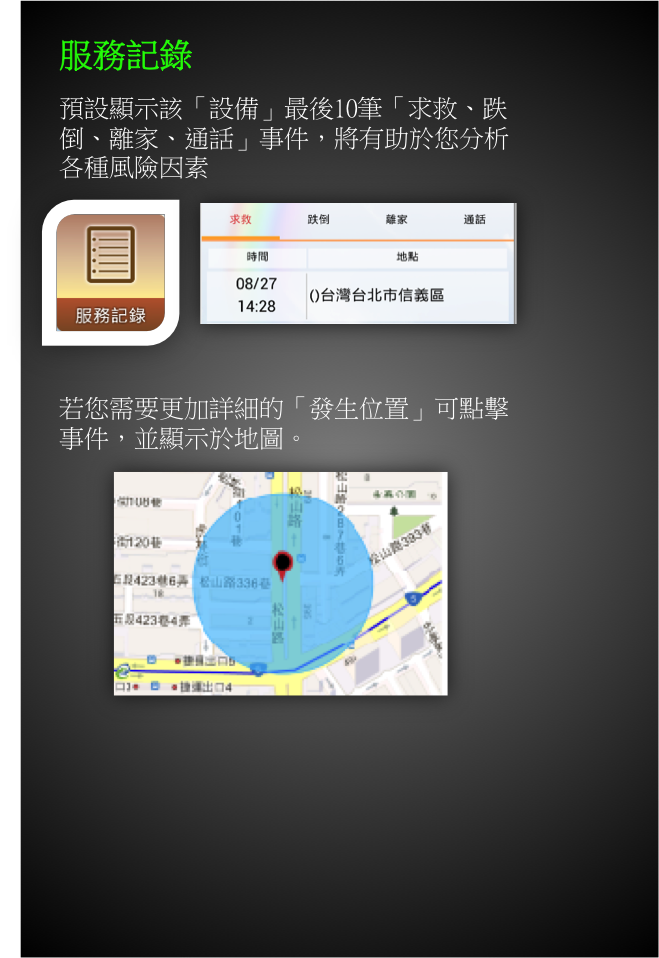 服務記錄
預設顯示該「設備」最後10筆「求救、跌
倒、離家、通話」事件，將有助於您分析
各種風險因素
服務記錄
求救 跌倒 離家 通話
時間 地點
08/27
14:28
()台灣台北市信義區
若您需要更加詳細的「發生位置」可點擊
事件，並顯示於地圖。
街108巷
街120巷
五段423巷6弄
18
五段423巷4弄
松山路336巷
松山路
松山路
松山路287巷6弄
松山路393巷
5
捷運出口5
捷運出口4